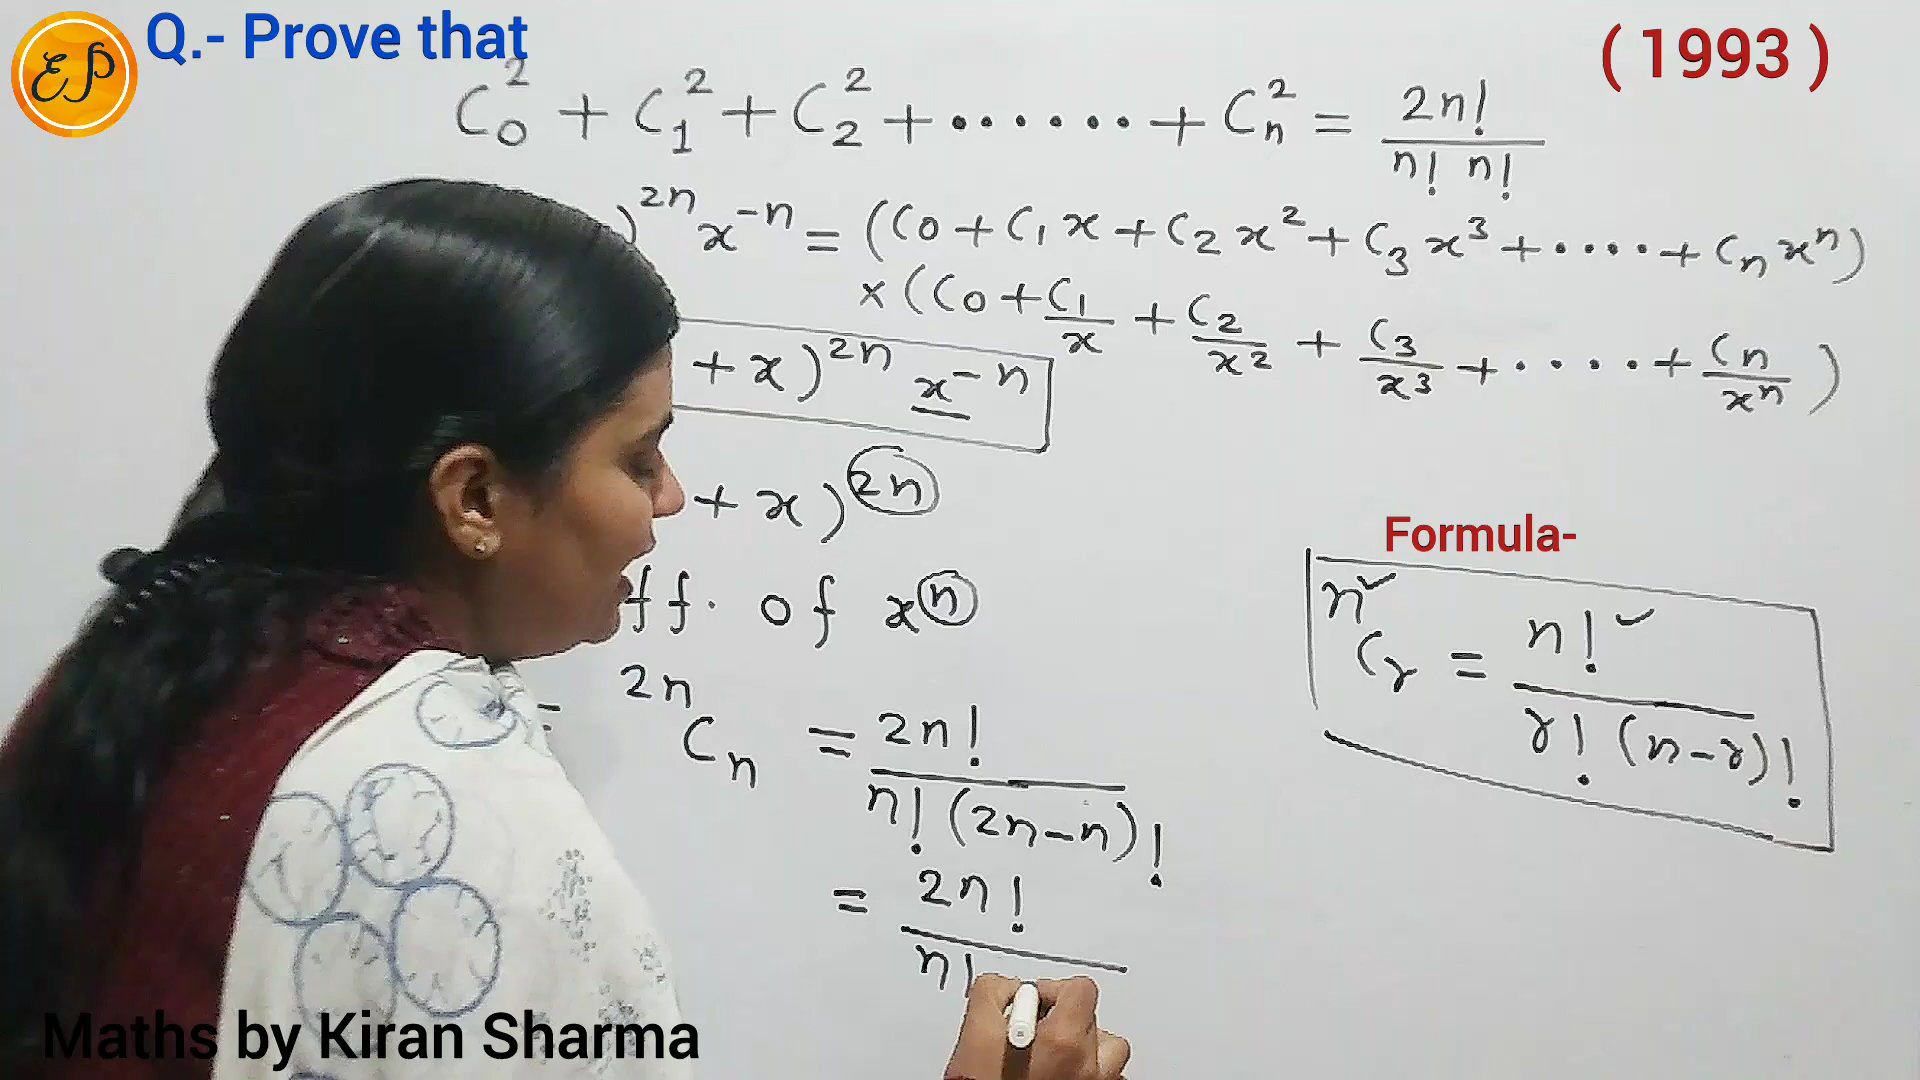 EP
Q.- Prove that
( 1993 )
C₀² + C₁² + C₂² + ...... + Cₙ² = 2n! / n! n!
)²ⁿ x⁻ⁿ = (C₀ + C₁x + C₂x² + C₃x³ + .... + Cₙxⁿ)
× (C₀ + C₁/x + C₂/x² + C₃/x³ + .... + Cₙ/xⁿ)
+ x)²ⁿ x⁻ⁿ
+ x)²ⁿ
ff. of xⁿ
= ²ⁿCₙ = 2n! / n! (2n-n)!
= 2n! / n!
Formula-
ⁿCᵣ = n! / r! (n-r)!
Maths by Kiran Sharma